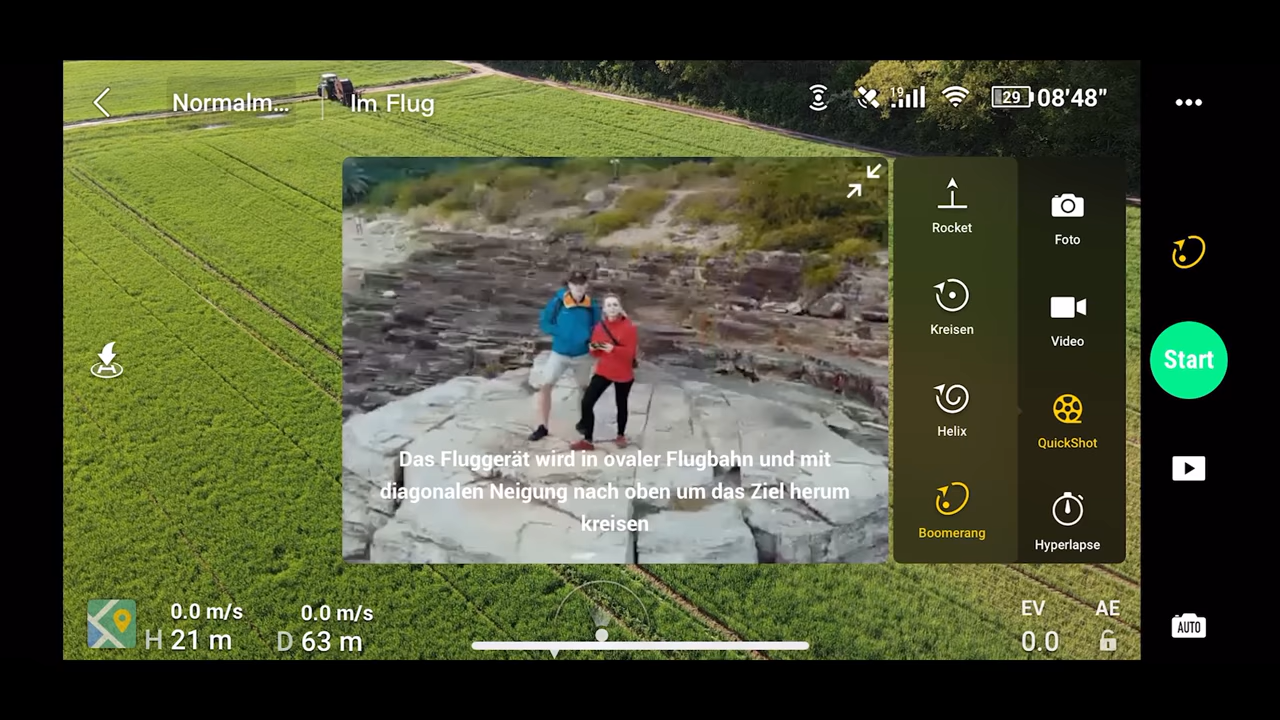 Normalm... Im Flug
19
29 08'48"
Rocket
Foto
Kreisen
Video
Helix
QuickShot
Boomerang
Hyperlapse
Start
Das Fluggerät wird in ovaler Flugbahn und mit
diagonalen Neigung nach oben um das Ziel herum
kreisen
0.0 m/s 0.0 m/s
H 21 m D 63 m
EV AE
0.0
AUTO